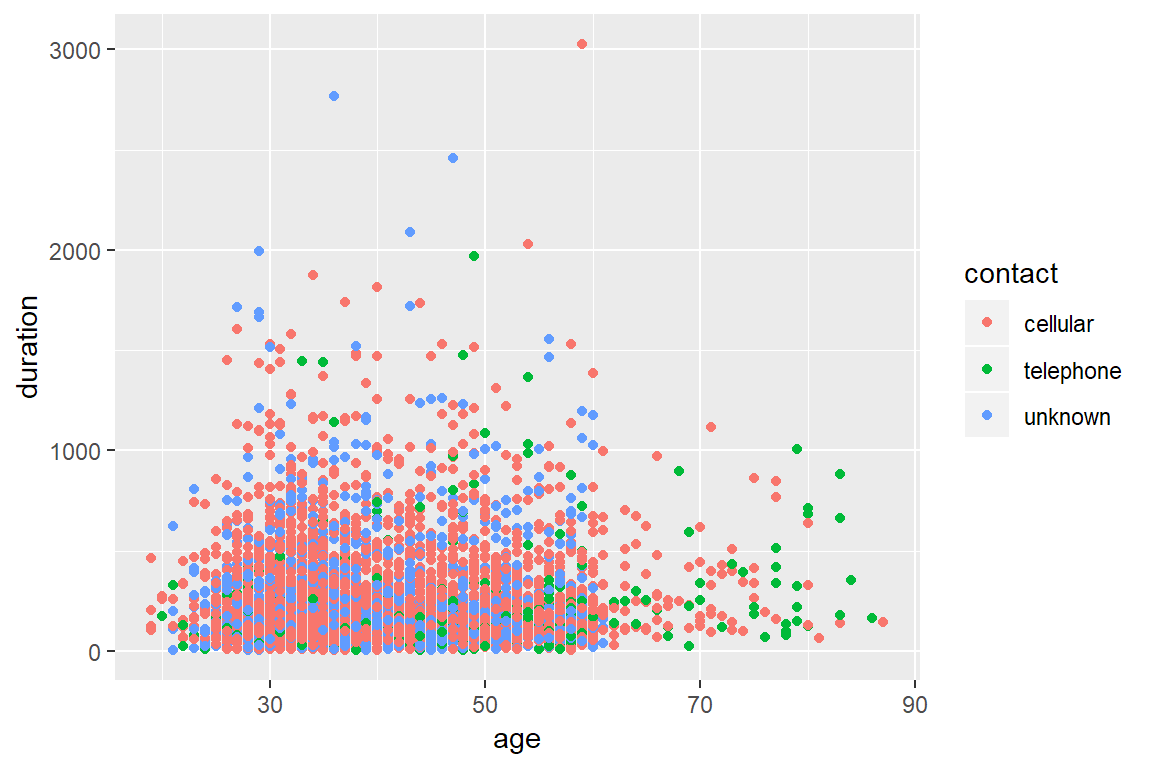 3000
2000
1000
0
duration
30 50 70 90
age
contact
cellular
telephone
unknown